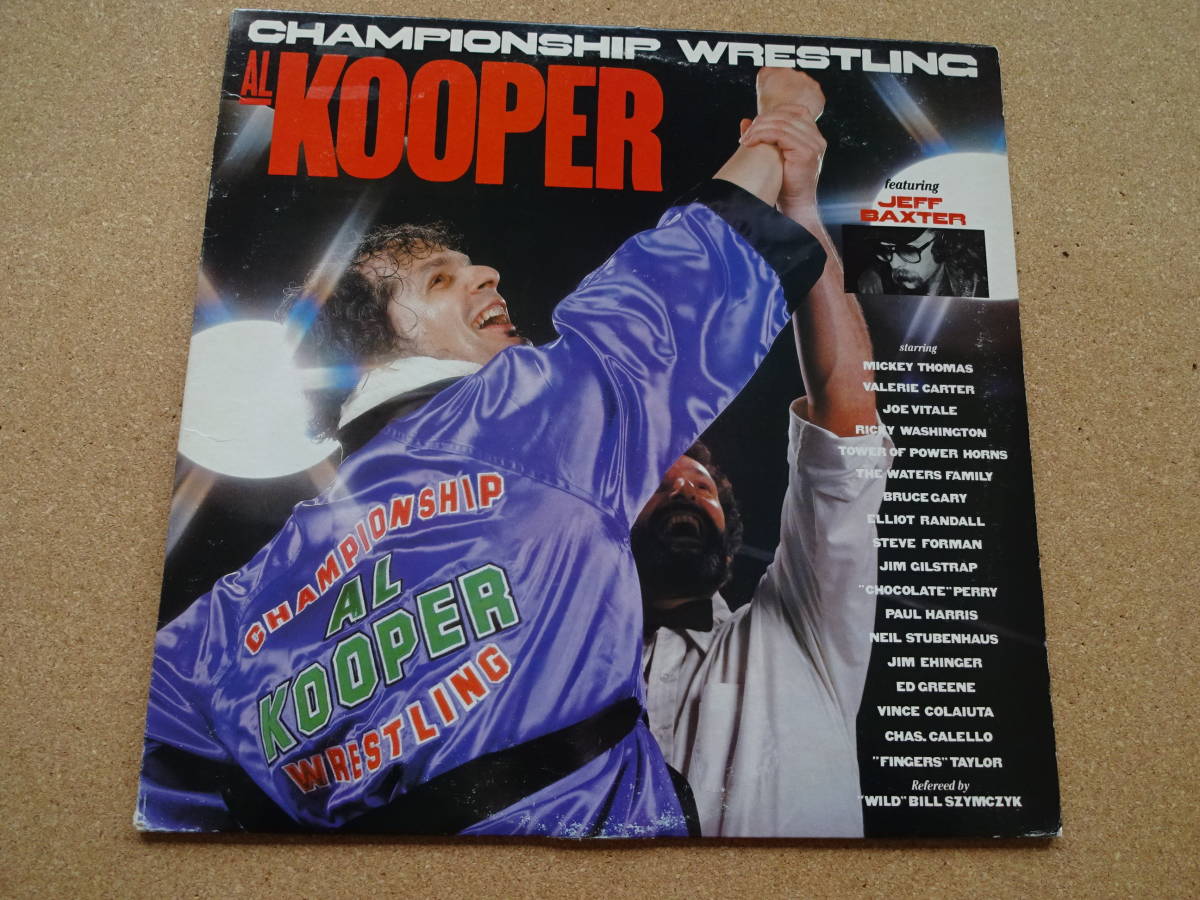 CHAMPIONSHIP WRESTLING
AL KOOPER
featuring
JEFF
BAXTER
starring
MICKEY THOMAS
VALERIE CARTER
JOE VITALE
RICKY WASHINGTON
TOWER OF POWER HORNS
THE WATERS FAMILY
BRUCE GARY
ELLIOT RANDALL
STEVE FORMAN
JIM GILSTRAP
"CHOCOLATE" PERRY
PAUL HARRIS
NEIL STUBENHAUS
JIM EHINGER
ED GREENE
VINCE COLAIUTA
CHAS. CALELLO
"FINGERS" TAYLOR
Refereed by
"WILD" BILL SZYMCZYK
CHAMPIONSHIP
AL
KOOPER
WRESTLING